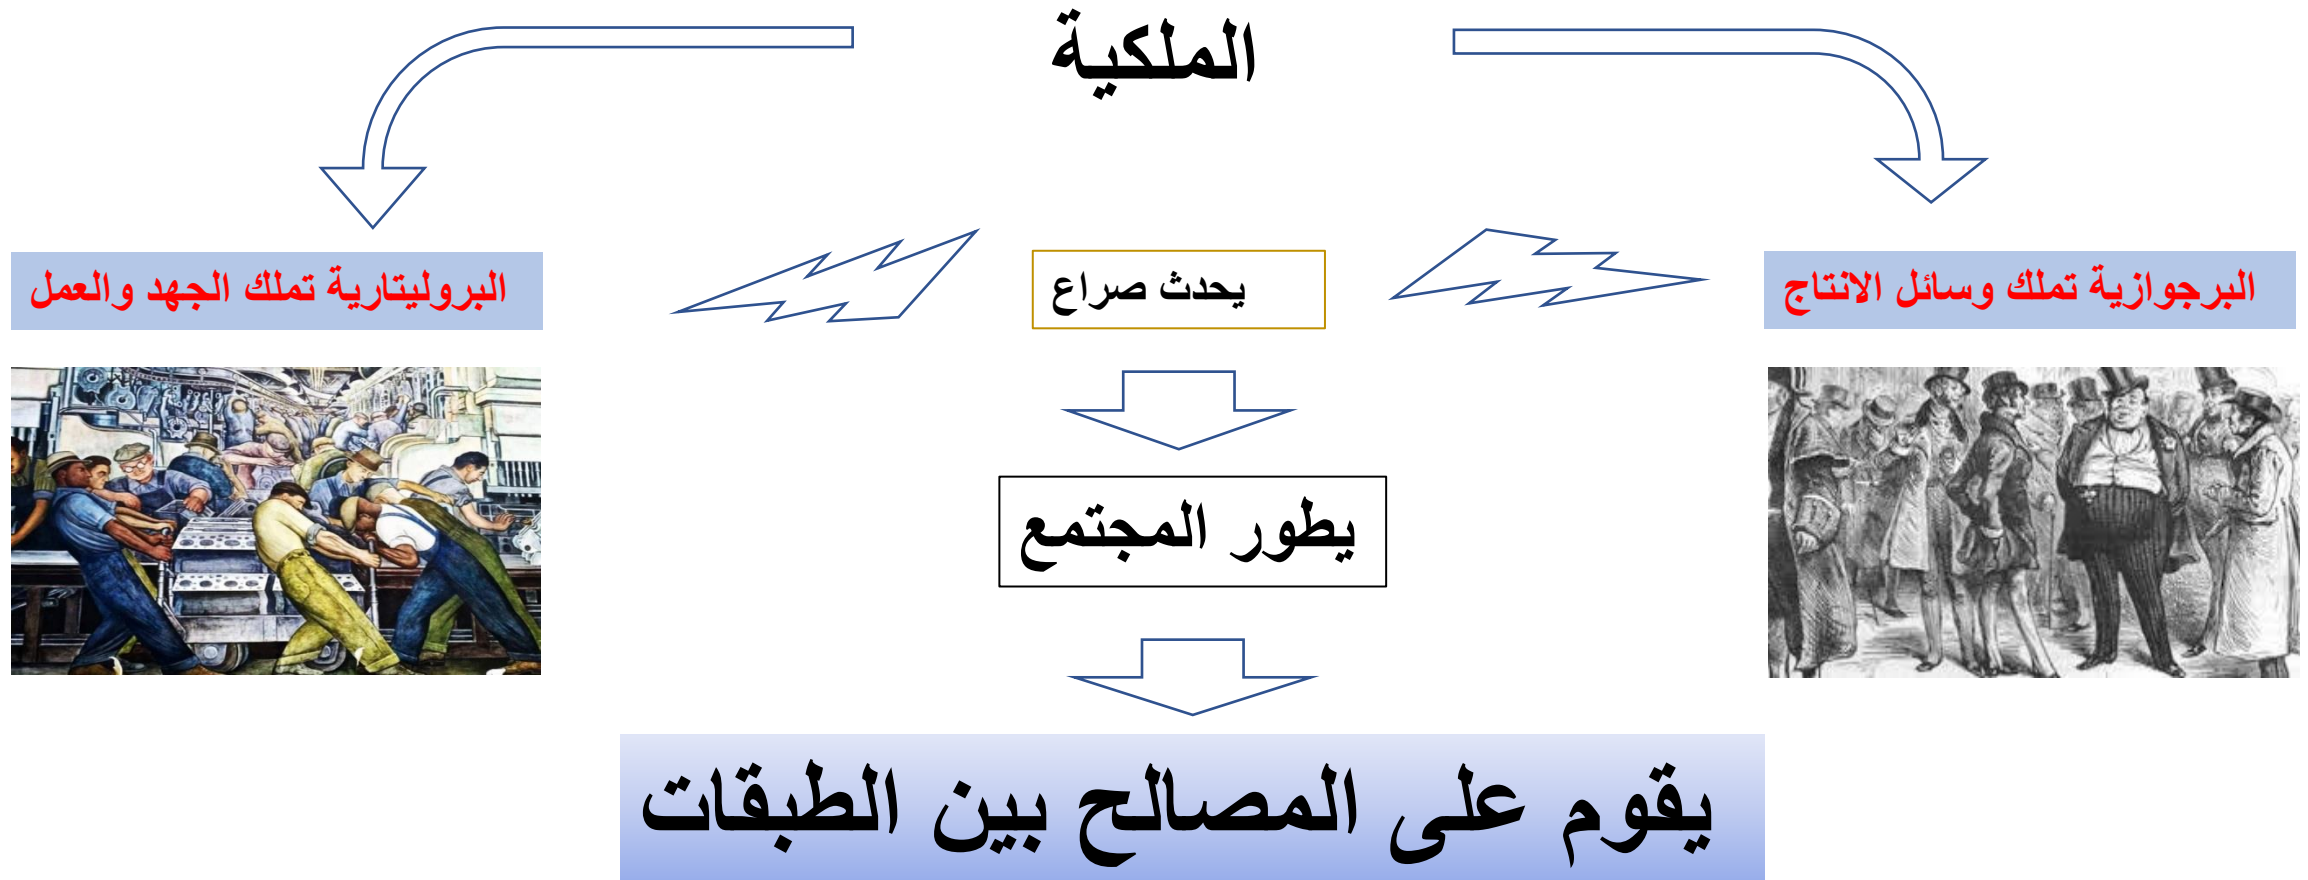 الملكية
البرجوازية تملك وسائل الانتاج
يحدث صراع
البروليتارية تملك الجهد والعمل
يطور المجتمع
يقوم على المصالح بين الطبقات